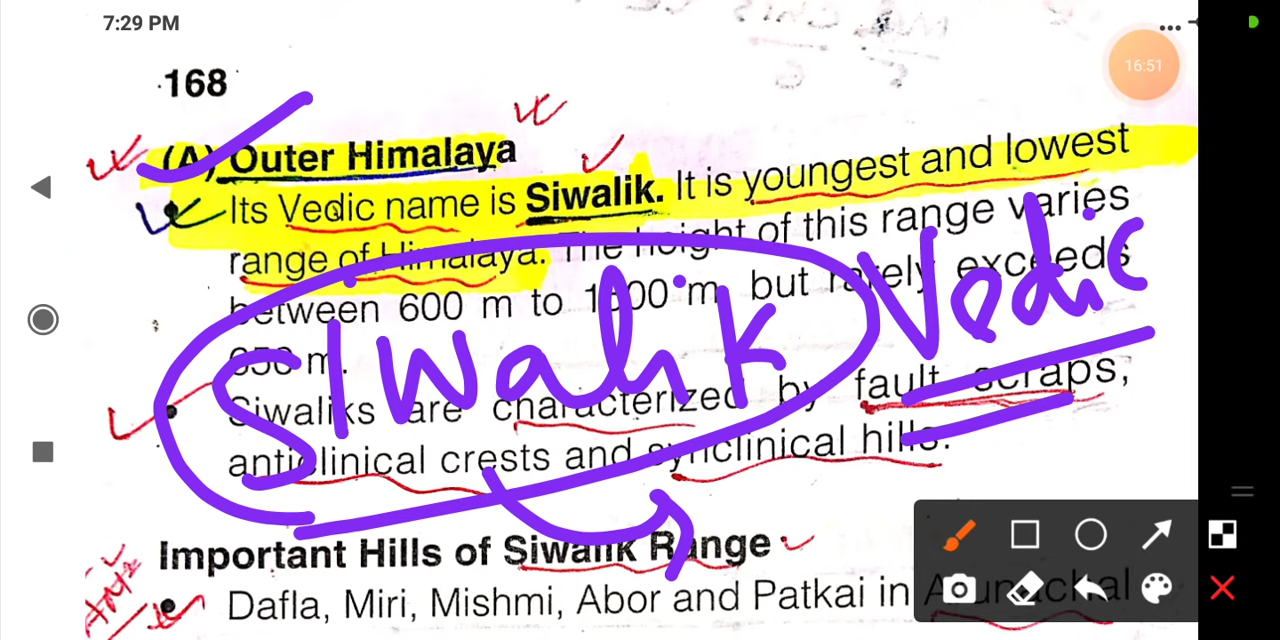 7:29 PM
16:51
168
(A) Outer Himalaya
Its Vedic name is Siwalik. It is youngest and lowest
range of Himalaya. The height of this range varies
between 600 m to m, but rarely exceeds
m.
Siwalik Vedic
Siwaliks are characterized by fault scraps,
anticlinical crests and synclinical hills.
Important Hills of Siwalik Range
Dafla, Miri, Mishmi, Abor and Patkai in Arunachal